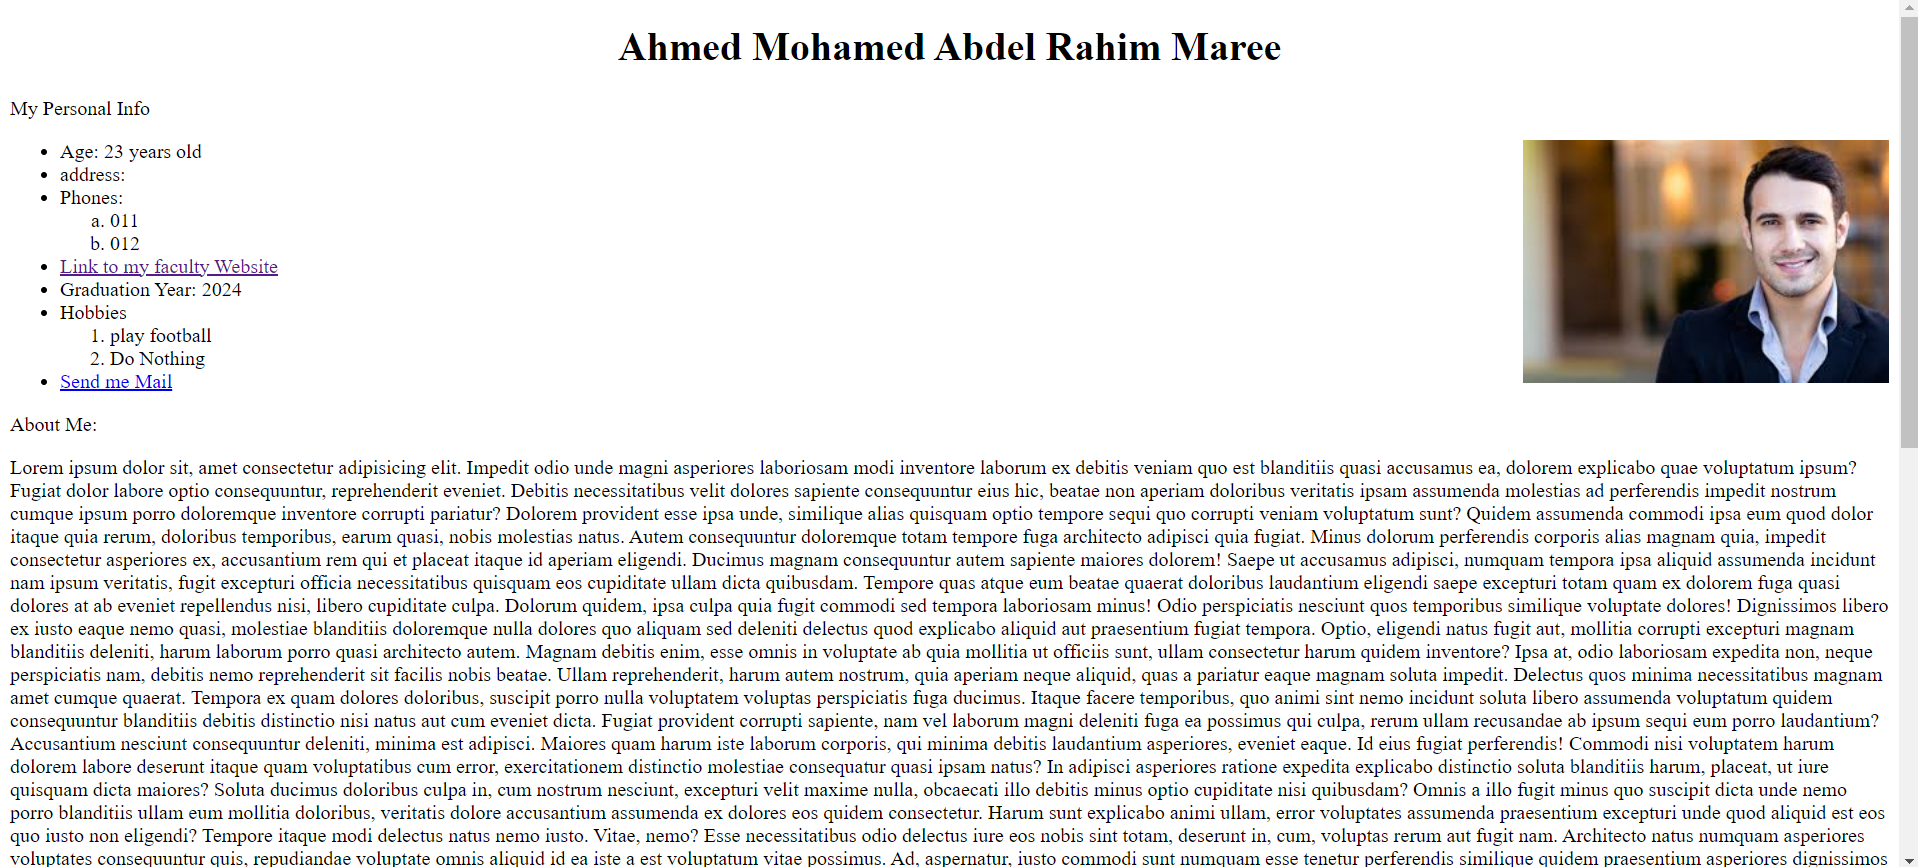 Ahmed Mohamed Abdel Rahim Maree
My Personal Info
Age: 23 years old
address:
Phones:
a. 011
b. 012
Link to my faculty Website
Graduation Year: 2024
Hobbies
1. play football
2. Do Nothing
Send me Mail
About Me:
Lorem ipsum dolor sit, amet consectetur adipisicing elit. Impedit odio unde magni asperiores laboriosam modi inventore laborum ex debitis veniam quo est blanditiis quasi accusamus ea, dolorem explicabo quae voluptatum ipsum?
Fugiat dolor labore optio consequuntur, reprehenderit eveniet. Debitis necessitatibus velit dolores sapiente consequuntur eius hic, beatae non aperiam doloribus veritatis ipsam assumenda molestias ad perferendis impedit nostrum
cumque ipsum porro doloremque inventore corrupti pariatur? Dolorem provident esse ipsa unde, similique alias quisquam optio tempore sequi quo corrupti veniam voluptatum sunt? Quidem assumenda commodi ipsa eum quod dolor
itaque quia rerum, doloribus temporibus, earum quasi, nobis molestias natus. Autem consequuntur doloremque totam tempore fuga architecto adipisci quia fugiat. Minus dolorum perferendis corporis alias magnam quia, impedit
consectetur asperiores ex, accusantium rem qui et placeat itaque id aperiam eligendi. Ducimus magnam consequuntur autem sapiente maiores dolorem! Saepe ut accusamus adipisci, numquam tempora ipsa aliquid assumenda incidunt
nam ipsum veritatis, fugit excepturi officia necessitatibus quisquam eos cupiditate ullam dicta quibusdam. Tempore quas atque eum beatae quaerat doloribus laudantium eligendi saepe excepturi totam quam ex dolorem fuga quasi
dolores at ab eveniet repellendus nisi, libero cupiditate culpa. Dolorum quidem, ipsa culpa quia fugit commodi sed tempora laboriosam minus! Odio perspiciatis nesciunt quos temporibus similique voluptate dolores! Dignissimos libero
ex iusto eaque nemo quasi, molestiae blanditiis doloremque nulla dolores quo aliquam sed deleniti delectus quod explicabo aliquid aut praesentium fugiat tempora. Optio, eligendi natus fugit aut, mollitia corrupti excepturi magnam
blanditiis deleniti, harum laborum porro quasi architecto autem. Magnam debitis enim, esse omnis in voluptate ab quia mollitia ut officiis sunt, ullam consectetur harum quidem inventore? Ipsa at, odio laboriosam expedita non, neque
perspiciatis nam, debitis nemo reprehenderit sit facilis nobis beatae. Ullam reprehenderit, harum autem nostrum, quia aperiam neque aliquid, quas a pariatur eaque magnam soluta impedit. Delectus quos minima necessitatibus magnam
amet cumque quaerat. Tempora ex quam dolores doloribus, suscipit porro nulla voluptatem voluptas perspiciatis fuga ducimus. Itaque facere temporibus, quo animi sint nemo incidunt soluta libero assumenda voluptatum quidem
consequuntur blanditiis debitis distinctio nisi natus aut cum eveniet dicta. Fugiat provident corrupti sapiente, nam vel laborum magni deleniti fuga ea possimus qui culpa, rerum ullam recusandae ab ipsum sequi eum porro laudantium?
Accusantium nesciunt consequuntur deleniti, minima est adipisci. Maiores quam harum iste laborum corporis, qui minima debitis laudantium asperiores, eveniet eaque. Id eius fugiat perferendis! Commodi nisi voluptatem harum
dolorem labore deserunt itaque quam voluptatibus cum error, exercitationem distinctio molestiae consequatur quasi ipsam natus? In adipisci asperiores ratione expedita explicabo distinctio soluta blanditiis harum, placeat, ut iure
quisquam dicta maiores? Soluta ducimus doloribus culpa in, cum nostrum nesciunt, excepturi velit maxime nulla, obcaecati illo debitis minus optio cupiditate nisi quibusdam? Omnis a illo fugit minus quo suscipit dicta unde nemo
porro blanditiis ullam eum mollitia doloribus, veritatis dolore accusantium assumenda ex dolores eos quidem consectetur. Harum sunt explicabo animi ullam, error voluptates assumenda praesentium excepturi unde quod aliquid est eos
quo iusto non eligendi? Tempore itaque modi delectus natus nemo iusto. Vitae, nemo? Esse necessitatibus odio delectus iure eos nobis sint totam, deserunt in, cum, voluptas rerum aut fugit nam. Architecto natus numquam asperiores
voluptates consequuntur quis, repudiandae voluptate omnis aliquid id ea iste a est voluptatum vitae possimus. Ad, aspernatur, iusto commodi sunt numquam esse tenetur perferendis similique quidem praesentium asperiores dignissimos